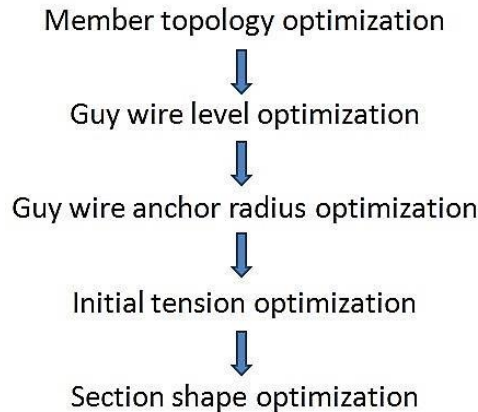 Member topology optimization
Guy wire level optimization
Guy wire anchor radius optimization
Initial tension optimization
Section shape optimization